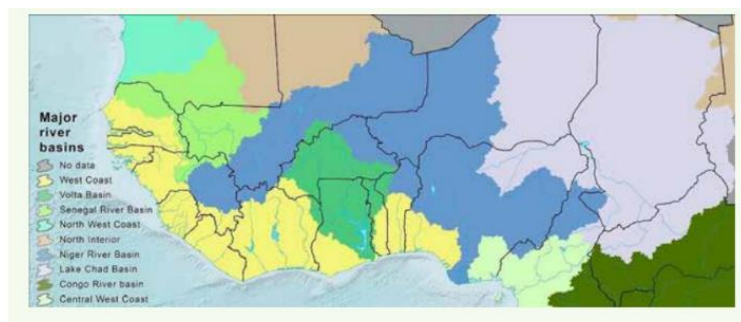 Major
river
basins
No data
West Coast
Volta Basin
Senegal River Basin
North West Coast
North Interior
Niger River Basin
Lake Chad Basin
Congo River basin
Central West Coast